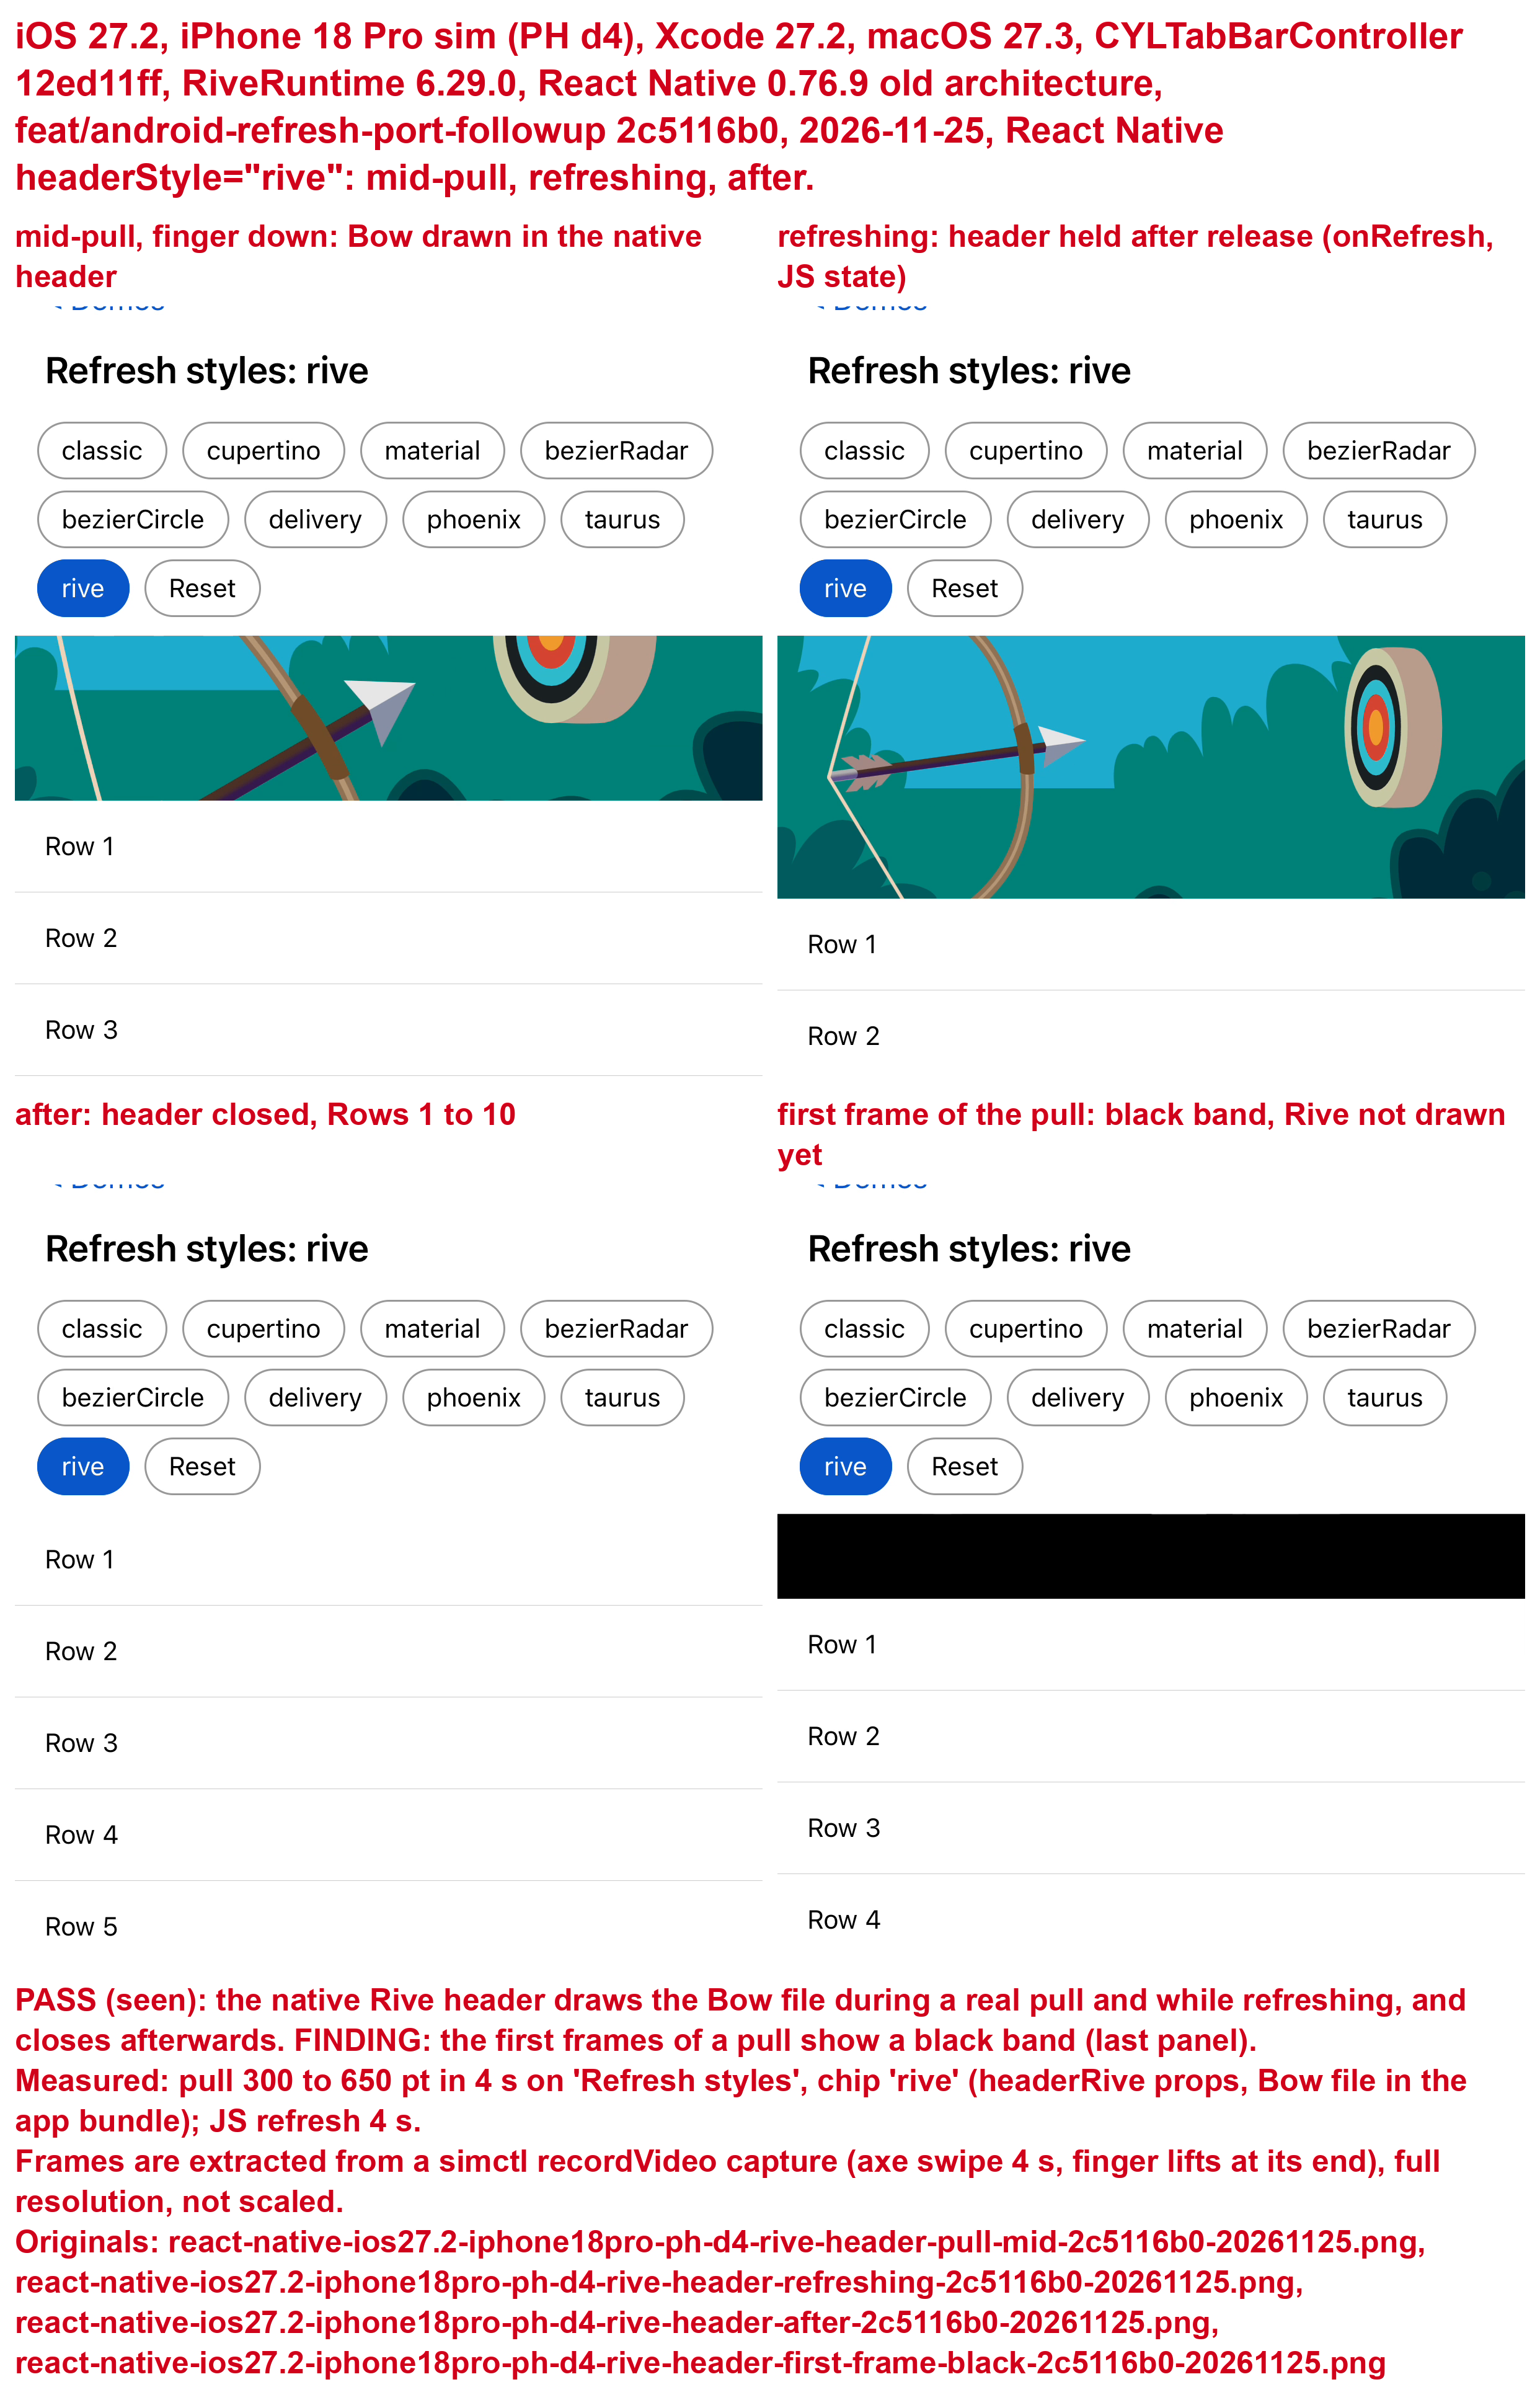 iOS 27.2, iPhone 18 Pro sim (PH d4), Xcode 27.2, macOS 27.3, CYLTabBarController
12ed11ff, RiveRuntime 6.29.0, React Native 0.76.9 old architecture,
feat/android-refresh-port-followup 2c5116b0, 2026-11-25, React Native
headerStyle="rive": mid-pull, refreshing, after.
mid-pull, finger down: Bow drawn in the native
header
Refresh styles: rive
classic
cupertino
material
bezierRadar
bezierCircle
delivery
phoenix
taurus
rive
Reset
Row 1
Row 2
Row 3
refreshing: header held after release (onRefresh,
JS state)
Refresh styles: rive
classic
cupertino
material
bezierRadar
bezierCircle
delivery
phoenix
taurus
rive
Reset
Row 1
Row 2
after: header closed, Rows 1 to 10
Refresh styles: rive
classic
cupertino
material
bezierRadar
bezierCircle
delivery
phoenix
taurus
rive
Reset
Row 1
Row 2
Row 3
Row 4
Row 5
first frame of the pull: black band, Rive not drawn
yet
Refresh styles: rive
classic
cupertino
material
bezierRadar
bezierCircle
delivery
phoenix
taurus
rive
Reset
Row 1
Row 2
Row 3
Row 4
PASS (seen): the native Rive header draws the Bow file during a real pull and while refreshing, and
closes afterwards. FINDING: the first frames of a pull show a black band (last panel).
Measured: pull 300 to 650 pt in 4 s on 'Refresh styles', chip 'rive' (headerRive props, Bow file in the
app bundle); JS refresh 4 s.
Frames are extracted from a simctl recordVideo capture (axe swipe 4 s, finger lifts at its end), full
resolution, not scaled.
Originals: react-native-ios27.2-iphone18pro-ph-d4-rive-header-pull-mid-2c5116b0-20261125.png,
react-native-ios27.2-iphone18pro-ph-d4-rive-header-refreshing-2c5116b0-20261125.png,
react-native-ios27.2-iphone18pro-ph-d4-rive-header-after-2c5116b0-20261125.png,
react-native-ios27.2-iphone18pro-ph-d4-rive-header-first-frame-black-2c5116b0-20261125.png